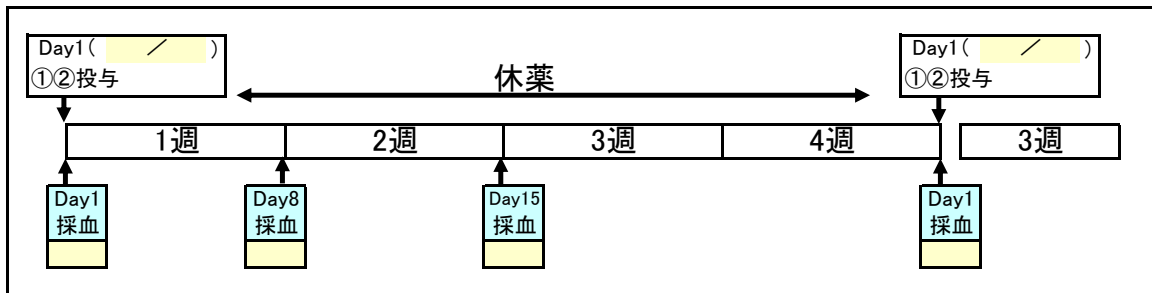 Day1( ／ )
①②投与
Day1( ／ )
①②投与
休薬
1週 2週 3週 4週 3週
Day1
採血
Day8
採血
Day15
採血
Day1
採血